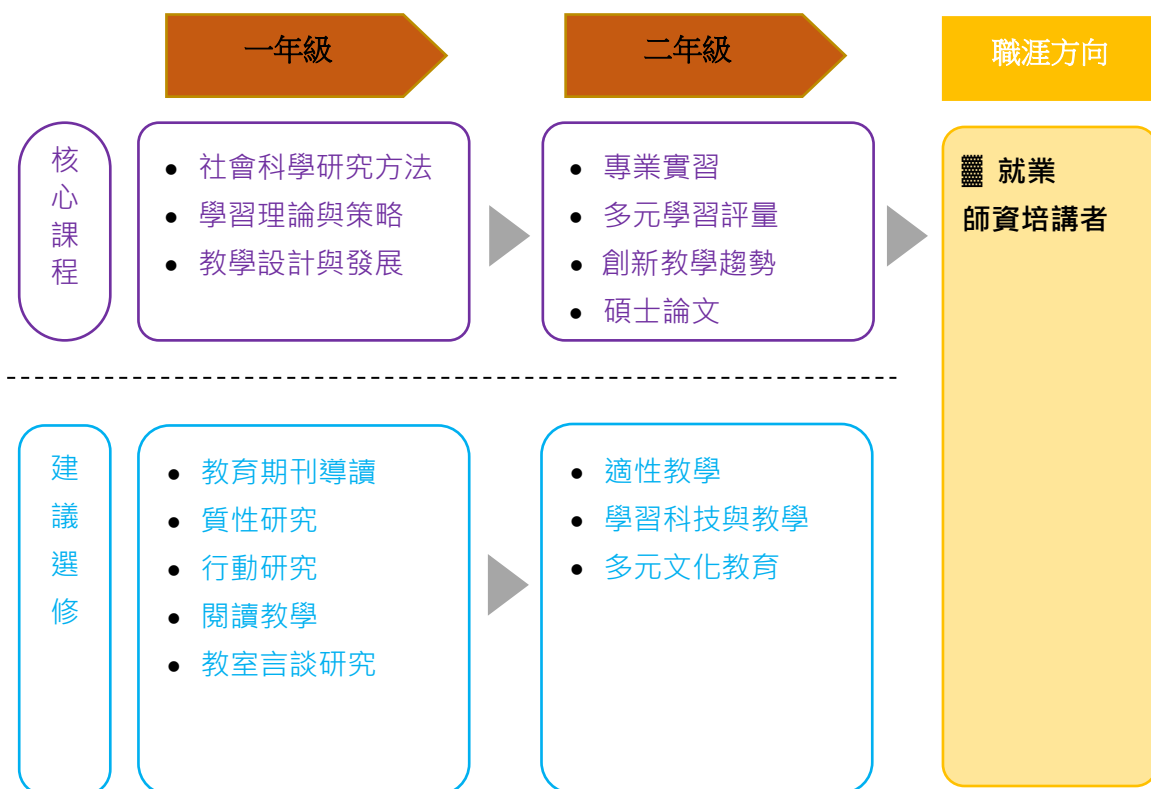 一年級
二年級
職涯方向
核心課程
社會科學研究方法
學習理論與策略
教學設計與發展
專業實習
多元學習評量
創新教學趨勢
碩士論文
▓ 就業
師資培講者
建議選修
教育期刊導讀
質性研究
行動研究
閱讀教學
教室言談研究
適性教學
學習科技與教學
多元文化教育